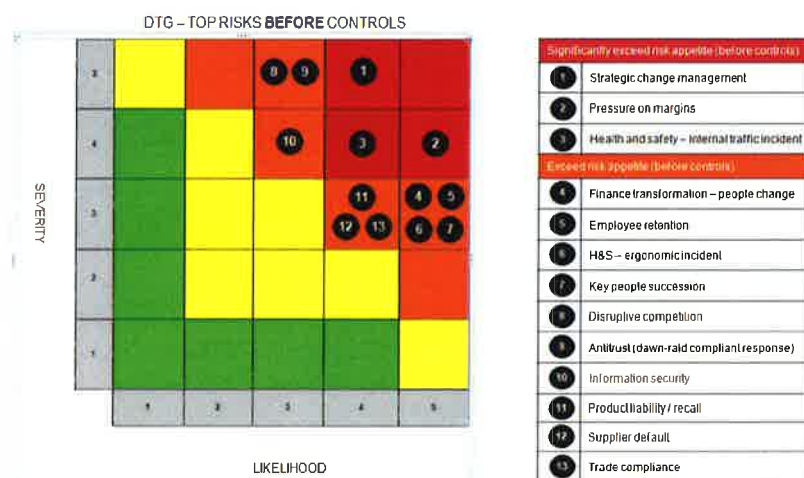 DTG – TOP RISKS BEFORE CONTROLS
8 9 1
4
10 3 2
SEVERITY
3
11 4 5
12 13 6 7
2
1
1 2 3 4 5
LIKELIHOOD
Significantly exceed risk appetite (before controls)
1 Strategic change management
2 Pressure on margins
3 Health and safety – Internal traffic incident
Exceed risk appetite (before controls)
4 Finance transformation – people change
5 Employee retention
6 H&S – ergonomic incident
7 Key people succession
8 Disruptive competition
9 Antitrust (dawn-raid compliant response)
10 Information security
11 Product liability / recall
12 Supplier default
13 Trade compliance